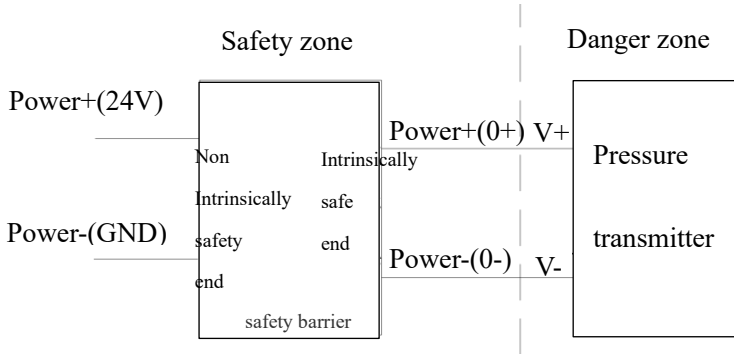 Safety zone
Danger zone
Power+(24V)
Power-(GND)
Non
Intrinsically
safety
end
Intrinsically
safe
end
safety barrier
Power+(0+)
V+
Power-(0-)
V-
Pressure
transmitter